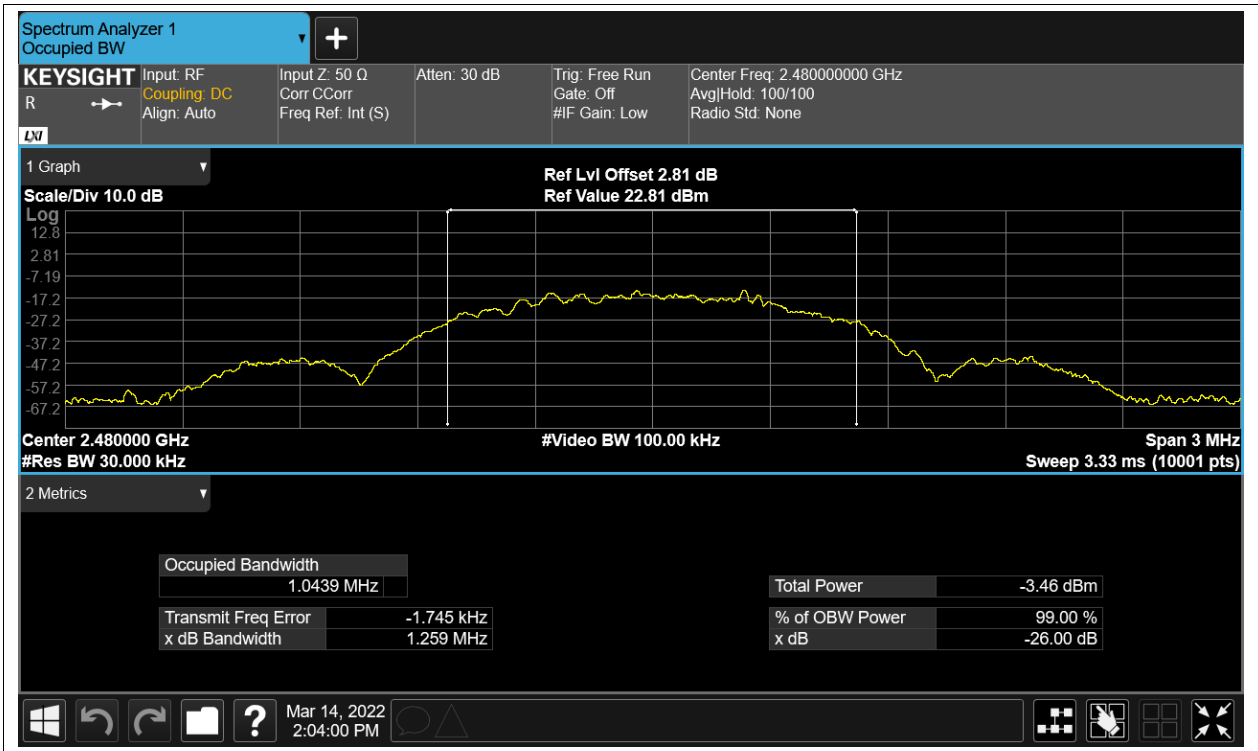 Spectrum Analyzer 1
Occupied BW
KEYSIGHT
R
LXI
Input: RF
Coupling: DC
Align: Auto
Input Z: 50 Ω
Corr CCorr
Freq Ref: Int (S)
Atten: 30 dB
Trig: Free Run
Gate: Off
#IF Gain: Low
Center Freq: 2.480000000 GHz
Avg|Hold: 100/100
Radio Std: None
1 Graph
Scale/Div 10.0 dB
Ref Lvl Offset 2.81 dB
Ref Value 22.81 dBm
Log
12.8
2.81
-7.19
-17.2
-27.2
-37.2
-47.2
-57.2
-67.2
Center 2.480000 GHz
#Res BW 30.000 kHz
#Video BW 100.00 kHz
Span 3 MHz
Sweep 3.33 ms (10001 pts)
2 Metrics
Occupied Bandwidth
1.0439 MHz
Transmit Freq Error -1.745 kHz
x dB Bandwidth 1.259 MHz
Total Power -3.46 dBm
% of OBW Power 99.00 %
x dB -26.00 dB
?
Mar 14, 2022
2:04:00 PM